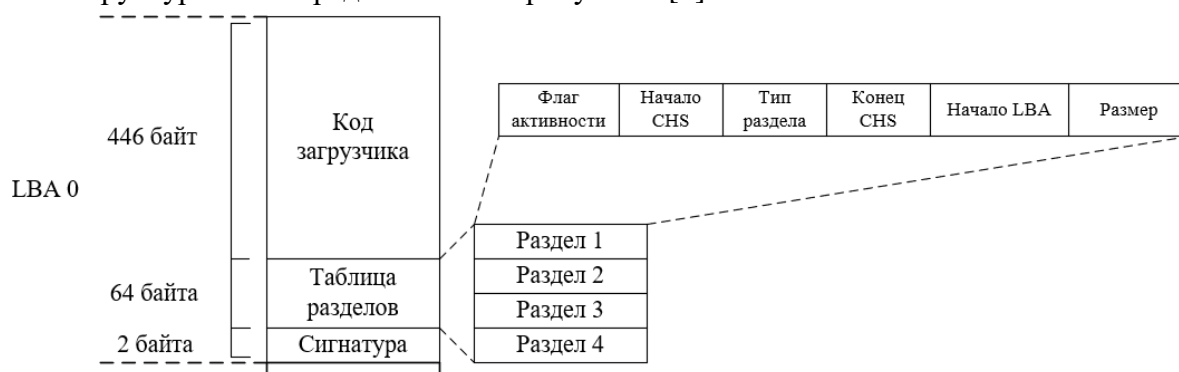 Флаг
активности
Начало
CHS
Тип
раздела
Конец
CHS
Начало LBA
Размер
446 байт
Код
загрузчика
LBA 0
Раздел 1
64 байта
Таблица
разделов
Раздел 2
Раздел 3
2 байта
Сигнатура
Раздел 4